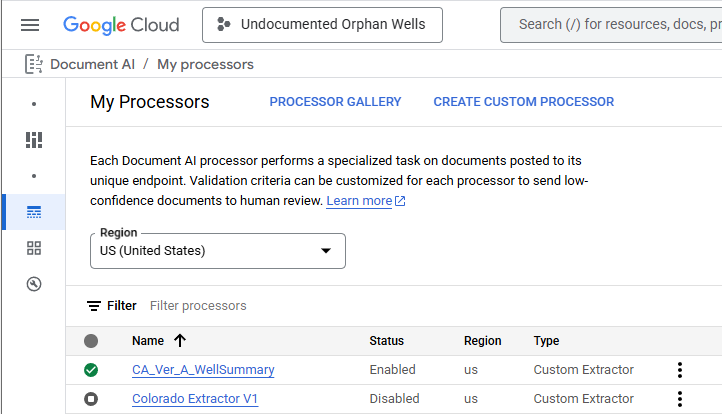 Google Cloud
Undocumented Orphan Wells
Search (/) for resources, docs, pr
Document AI / My processors
My Processors
PROCESSOR GALLERY
CREATE CUSTOM PROCESSOR
Each Document AI processor performs a specialized task on documents posted to its
unique endpoint. Validation criteria can be customized for each processor to send low-
confidence documents to human review. Learn more
Region
US (United States)
Filter Filter processors
Name Status Region Type
CA_Ver_A_WellSummary Enabled us Custom Extractor
Colorado Extractor V1 Disabled us Custom Extractor